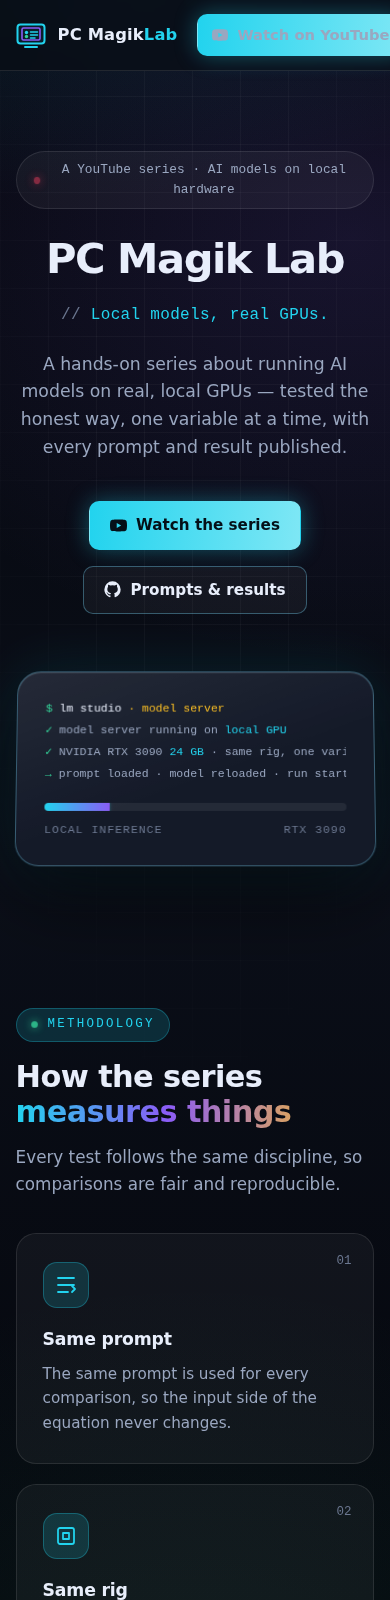 PC MagikLab
Watch on YouTube
A YouTube series · AI models on local
hardware
PC Magik Lab
// Local models, real GPUs.
A hands-on series about running AI
models on real, local GPUs — tested the
honest way, one variable at a time, with
every prompt and result published.
Watch the series
Prompts & results
$ lm studio · model server
✓ model server running on local GPU
✓ NVIDIA RTX 3090 24 GB · same rig, one vari
→ prompt loaded · model reloaded · run start
LOCAL INFERENCE RTX 3090
METHODOLOGY
How the series
measures things
Every test follows the same discipline, so
comparisons are fair and reproducible.
01
Same prompt
The same prompt is used for every
comparison, so the input side of the
equation never changes.
02
Same rig